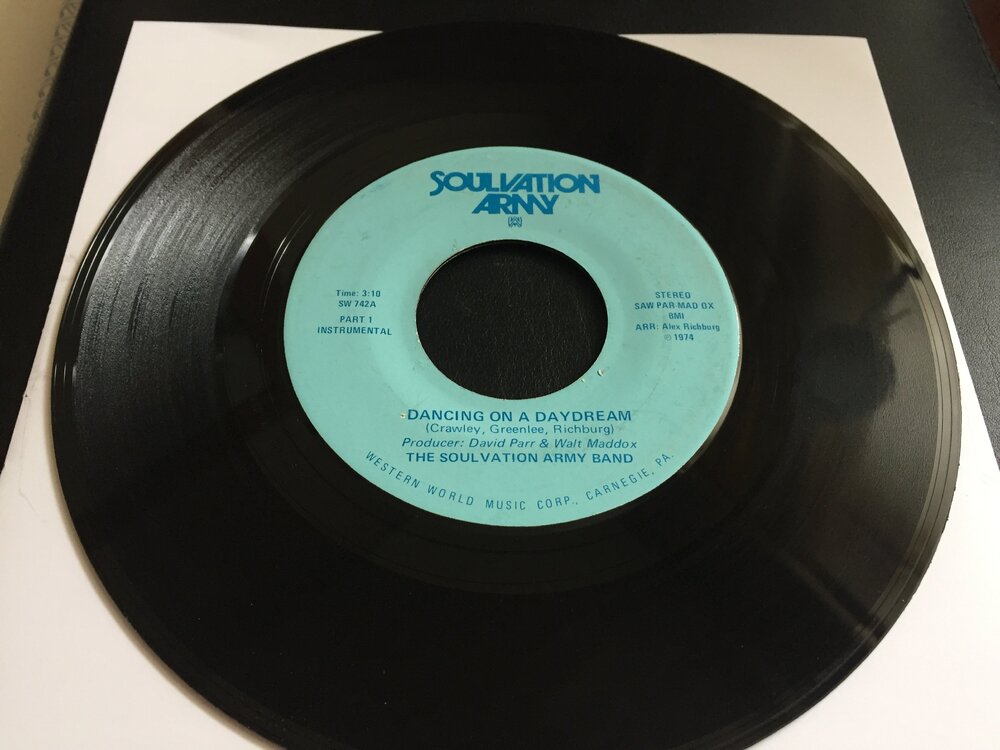 SOULVATION
ARMY
Time: 3:10
SW 742A
PART 1
INSTRUMENTAL
STEREO
SAW PAR-MAD OX
BMI
ARR: Alex Richburg
℗ 1974
DANCING ON A DAYDREAM
(Crawley, Greenlee, Richburg)
Producer: David Parr & Walt Maddox
THE SOULVATION ARMY BAND
WESTERN WORLD MUSIC CORP., CARNEGIE, PA.